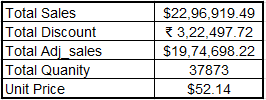 Total Sales $22,96,919.49
Total Discount ₹ 3,22,497.72
Total Adj_sales $19,74,698.22
Total Quanity 37873
Unit Price $52.14